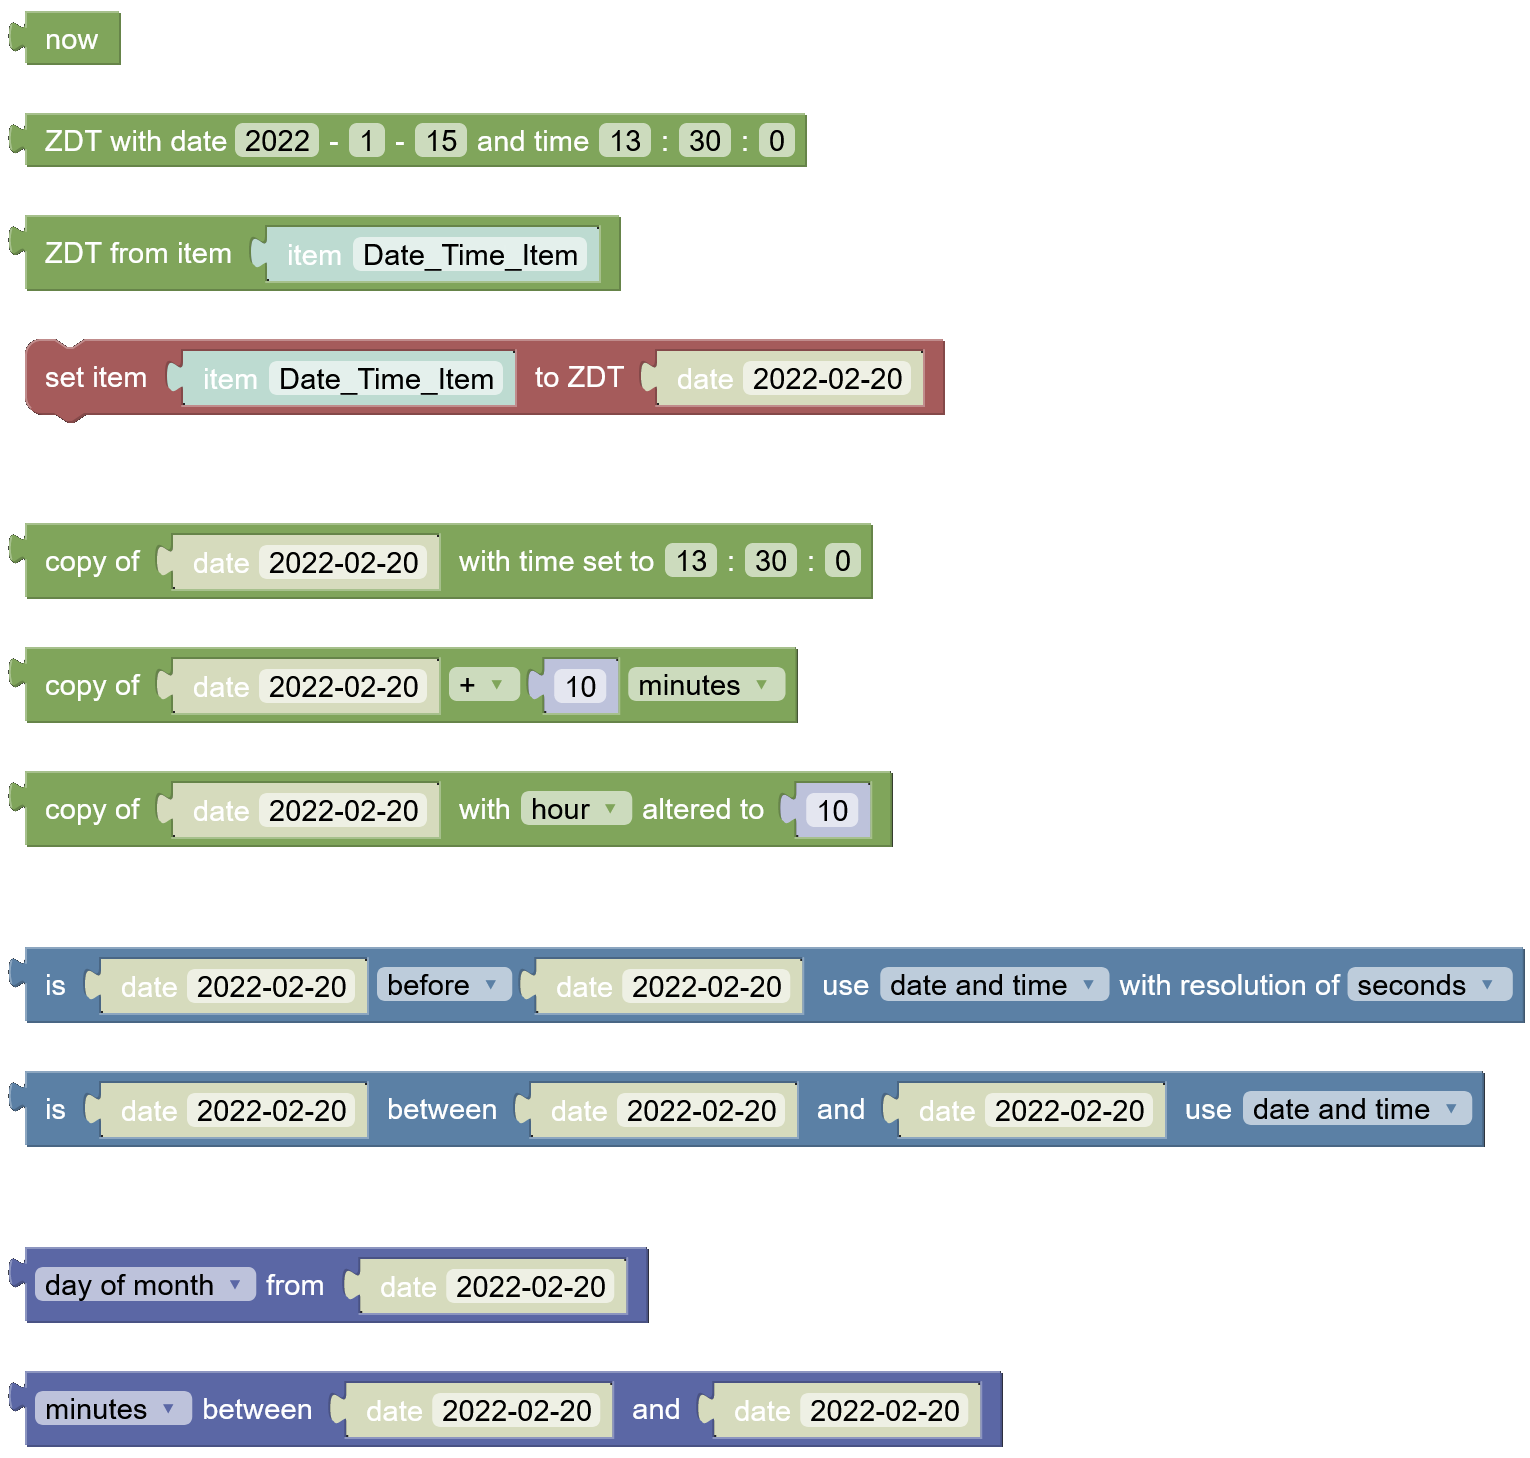 now
ZDT with date 2022 - 1 - 15 and time 13 : 30 : 0
ZDT from item item Date_Time_Item
set item item Date_Time_Item to ZDT date 2022-02-20
copy of date 2022-02-20 with time set to 13 : 30 : 0
copy of date 2022-02-20 + 10 minutes
copy of date 2022-02-20 with hour altered to 10
is date 2022-02-20 before date 2022-02-20 use date and time with resolution of seconds
is date 2022-02-20 between date 2022-02-20 and date 2022-02-20 use date and time
day of month from date 2022-02-20
minutes between date 2022-02-20 and date 2022-02-20